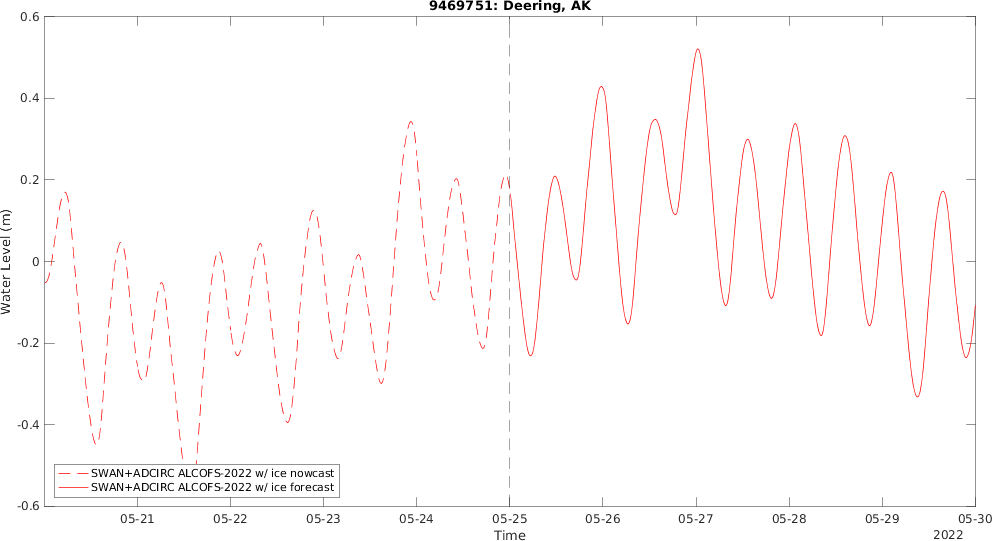 9469751: Deering, AK
Water Level (m)
0.6
0.4
0.2
0
-0.2
-0.4
-0.6
SWAN+ADCIRC ALCOFS-2022 w/ ice nowcast
SWAN+ADCIRC ALCOFS-2022 w/ ice forecast
05-21 05-22 05-23 05-24 05-25 05-26 05-27 05-28 05-29 05-30
Time
2022